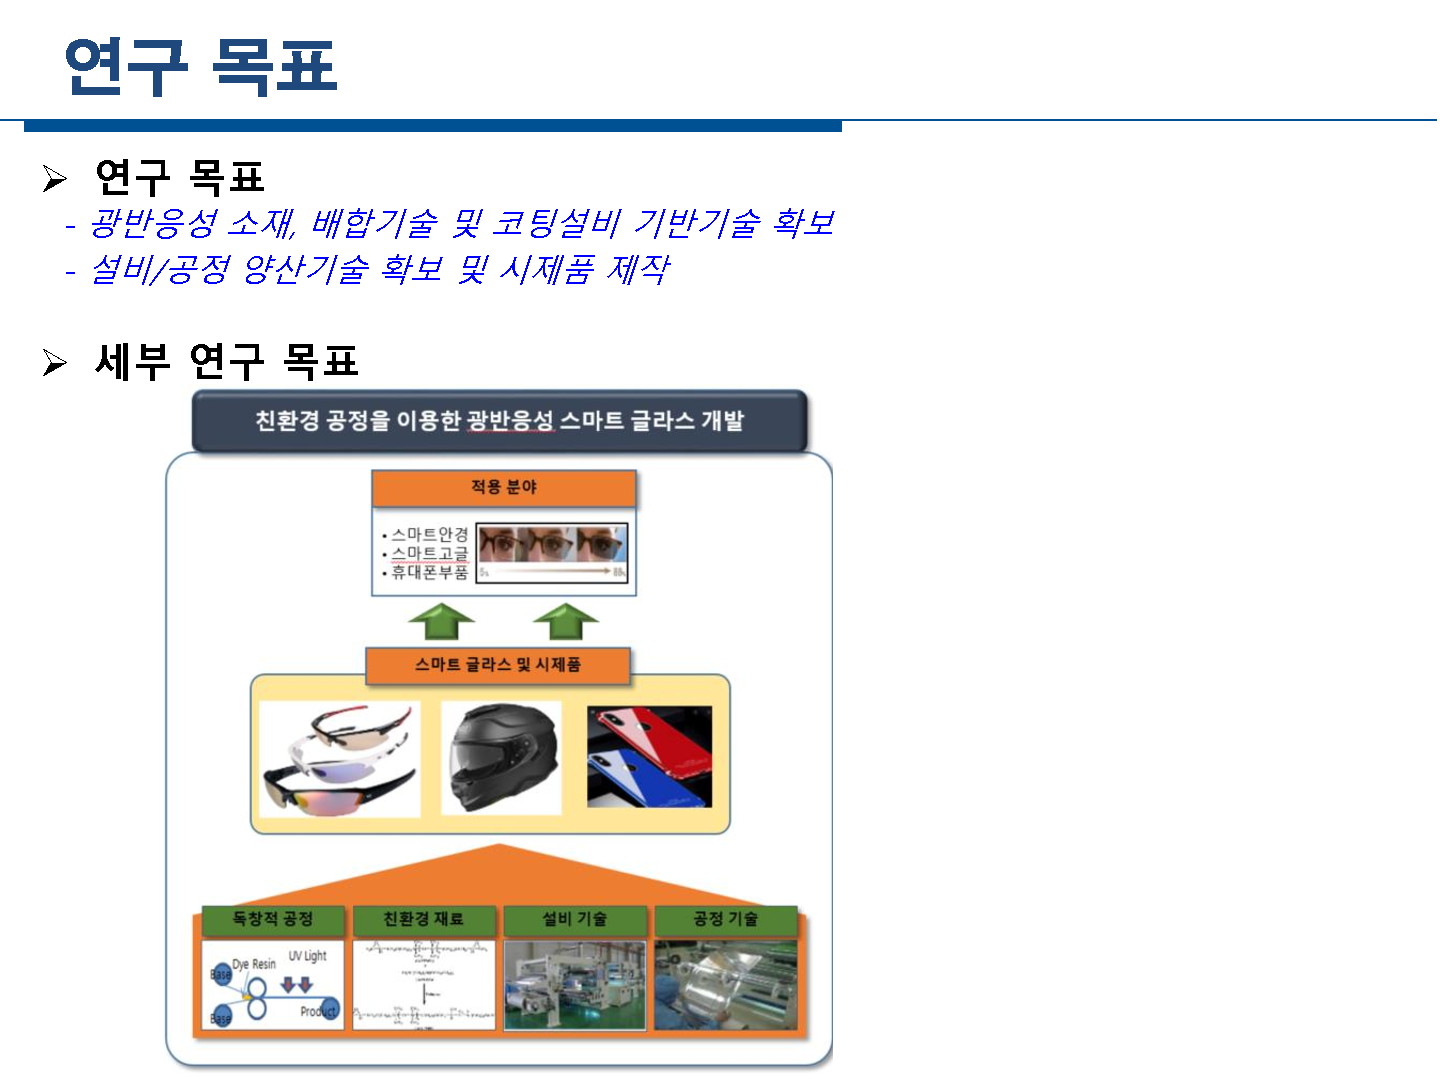 연구 목표
➢ 연구 목표
- 광반응성 소재, 배합기술 및 코팅설비 기반기술 확보
- 설비/공정 양산기술 확보 및 시제품 제작
➢ 세부 연구 목표
친환경 공정을 이용한 광반응성 스마트 글라스 개발
적용 분야
• 스마트안경
• 스마트고글
• 휴대폰부품
스마트 글라스 및 시제품
독창적 공정
친환경 재료
설비 기술
공정 기술
UV Light
Dye Resin
Base
Base
Product